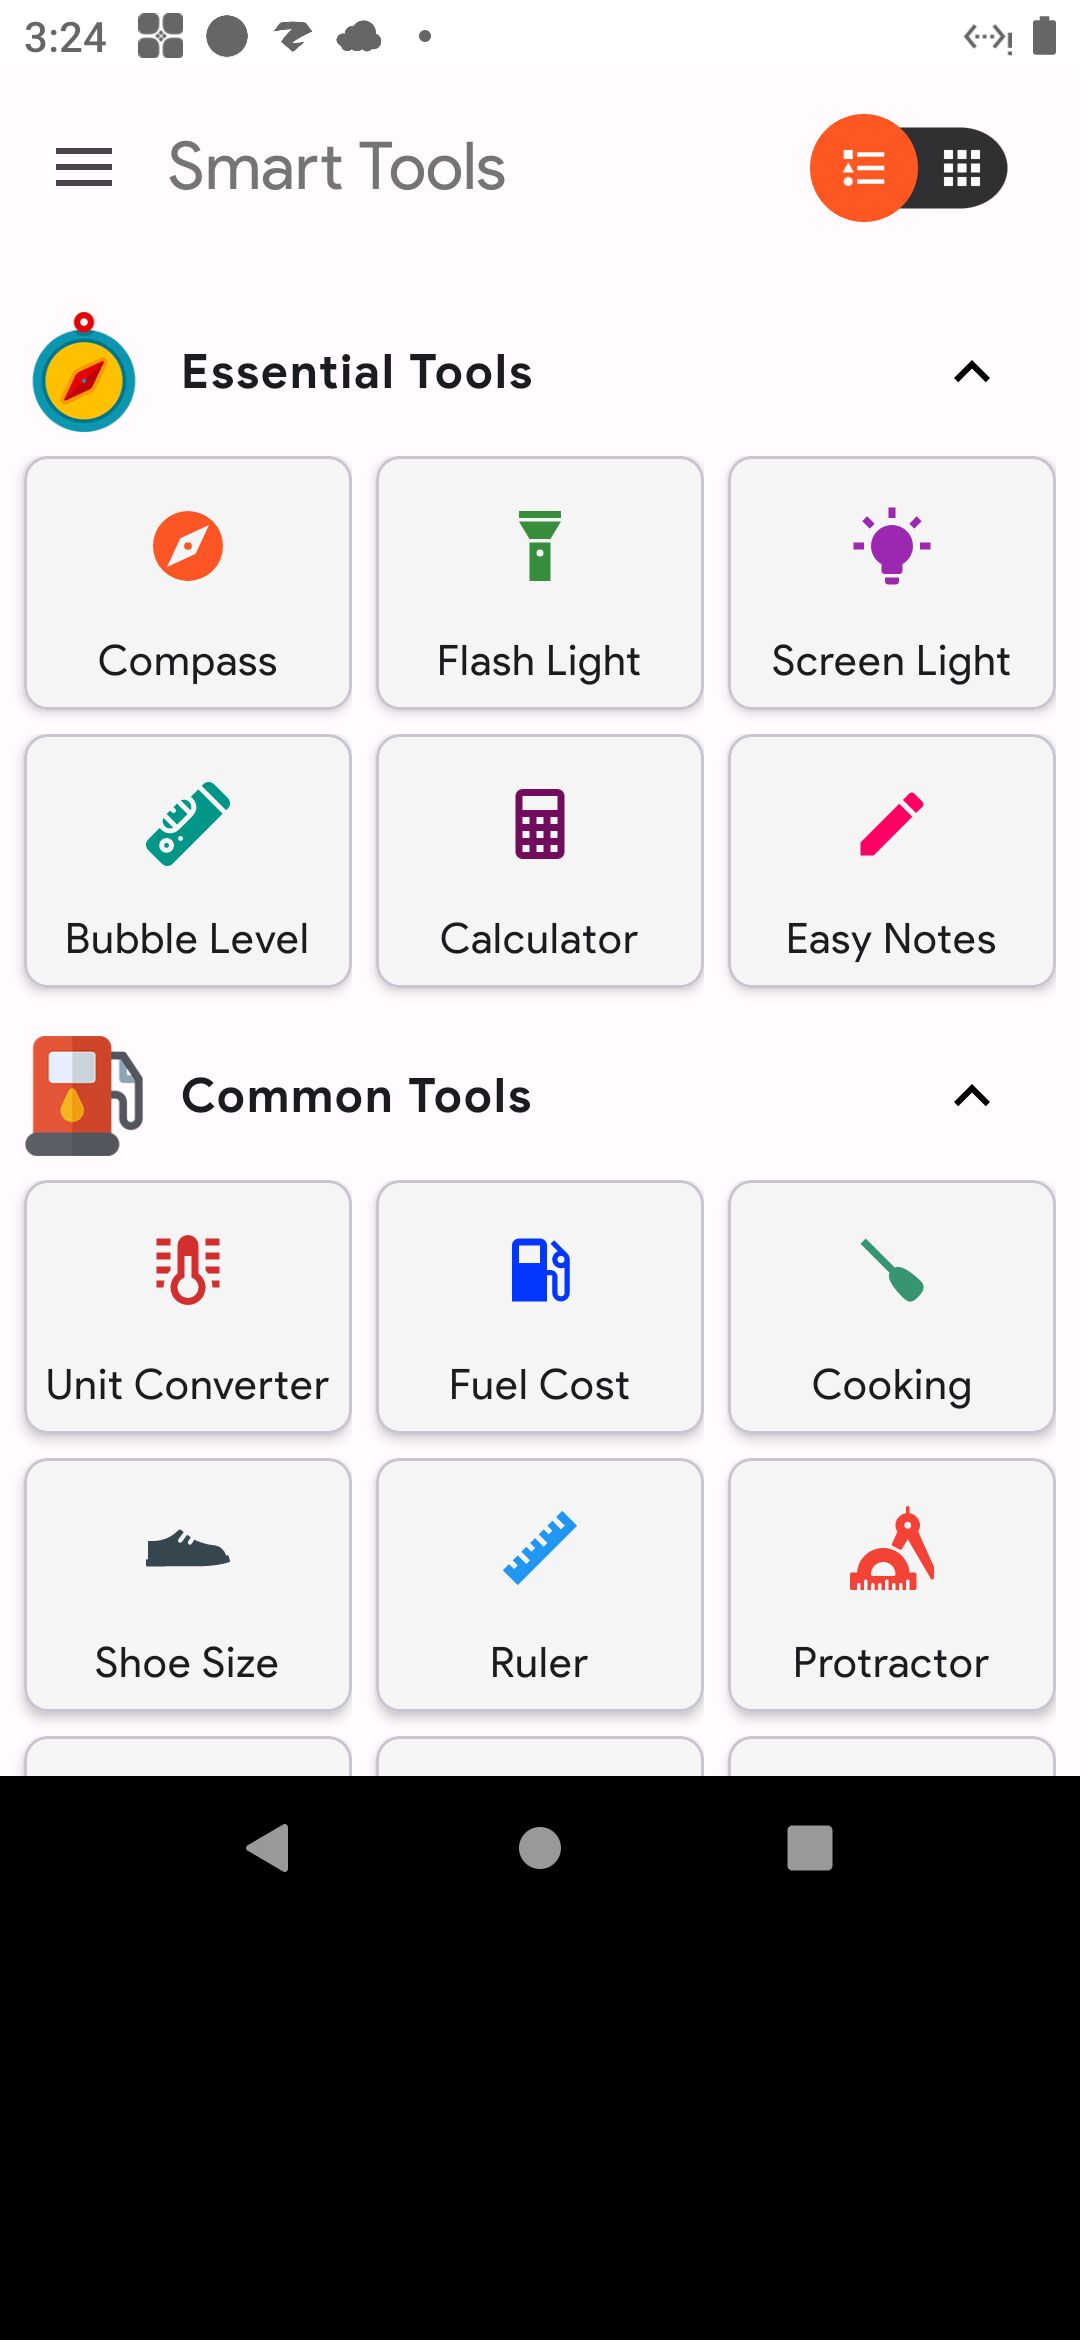 3:24
Smart Tools
Essential Tools
Compass
Flash Light
Screen Light
Bubble Level
Calculator
Easy Notes
Common Tools
Unit Converter
Fuel Cost
Cooking
Shoe Size
Ruler
Protractor